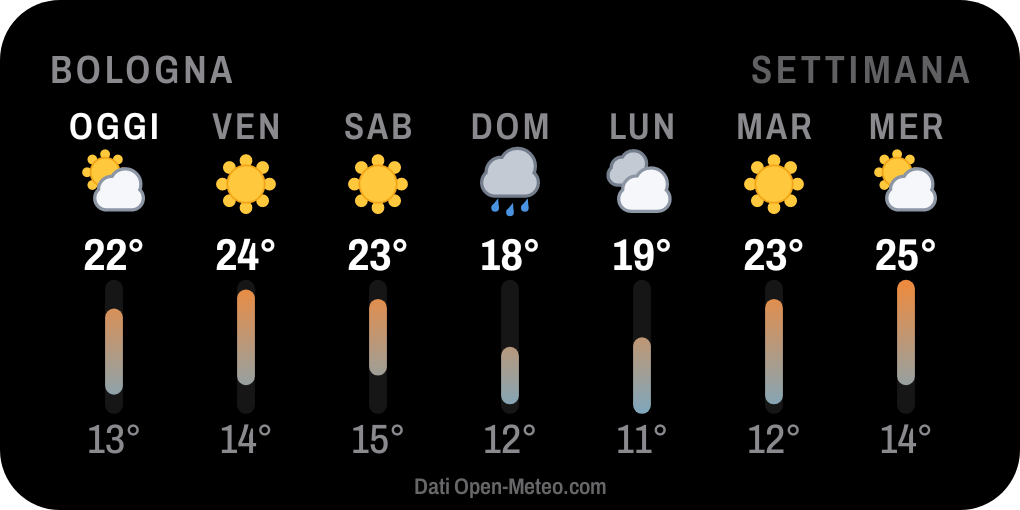 BOLOGNA SETTIMANA
OGGI VEN SAB DOM LUN MAR MER
22° 24° 23° 18° 19° 23° 25°
13° 14° 15° 12° 11° 12° 14°
Dati Open-Meteo.com